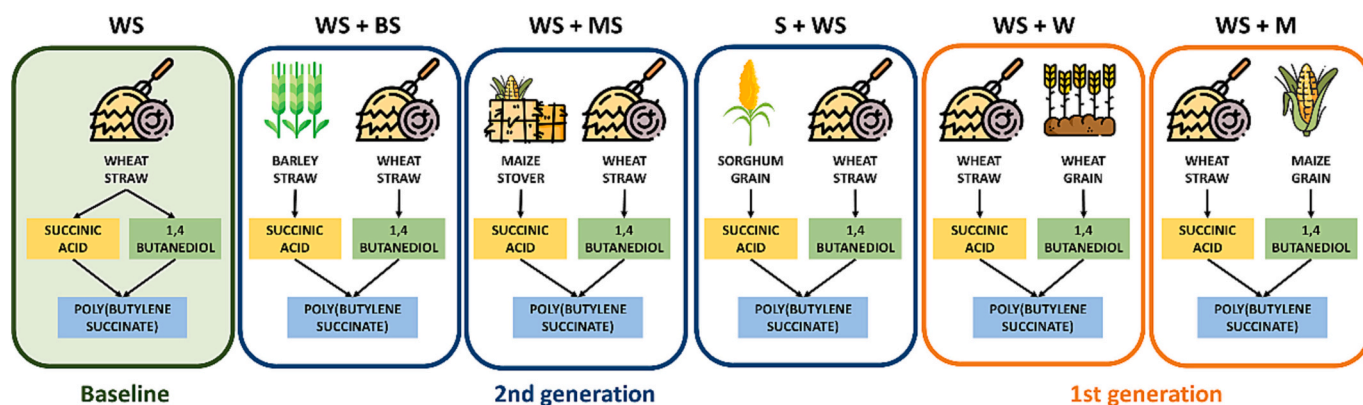 WS
WHEAT
STRAW
SUCCINIC
ACID
1,4
BUTANEDIOL
POLY(BUTYLENE
SUCCINATE)
WS + BS
BARLEY
STRAW
WHEAT
STRAW
SUCCINIC
ACID
1,4
BUTANEDIOL
POLY(BUTYLENE
SUCCINATE)
WS + MS
MAIZE
STOVER
WHEAT
STRAW
SUCCINIC
ACID
1,4
BUTANEDIOL
POLY(BUTYLENE
SUCCINATE)
S + WS
SORGHUM
GRAIN
WHEAT
STRAW
SUCCINIC
ACID
1,4
BUTANEDIOL
POLY(BUTYLENE
SUCCINATE)
WS + W
WHEAT
STRAW
WHEAT
GRAIN
SUCCINIC
ACID
1,4
BUTANEDIOL
POLY(BUTYLENE
SUCCINATE)
WS + M
WHEAT
STRAW
MAIZE
GRAIN
SUCCINIC
ACID
1,4
BUTANEDIOL
POLY(BUTYLENE
SUCCINATE)
Baseline
2nd generation
1st generation